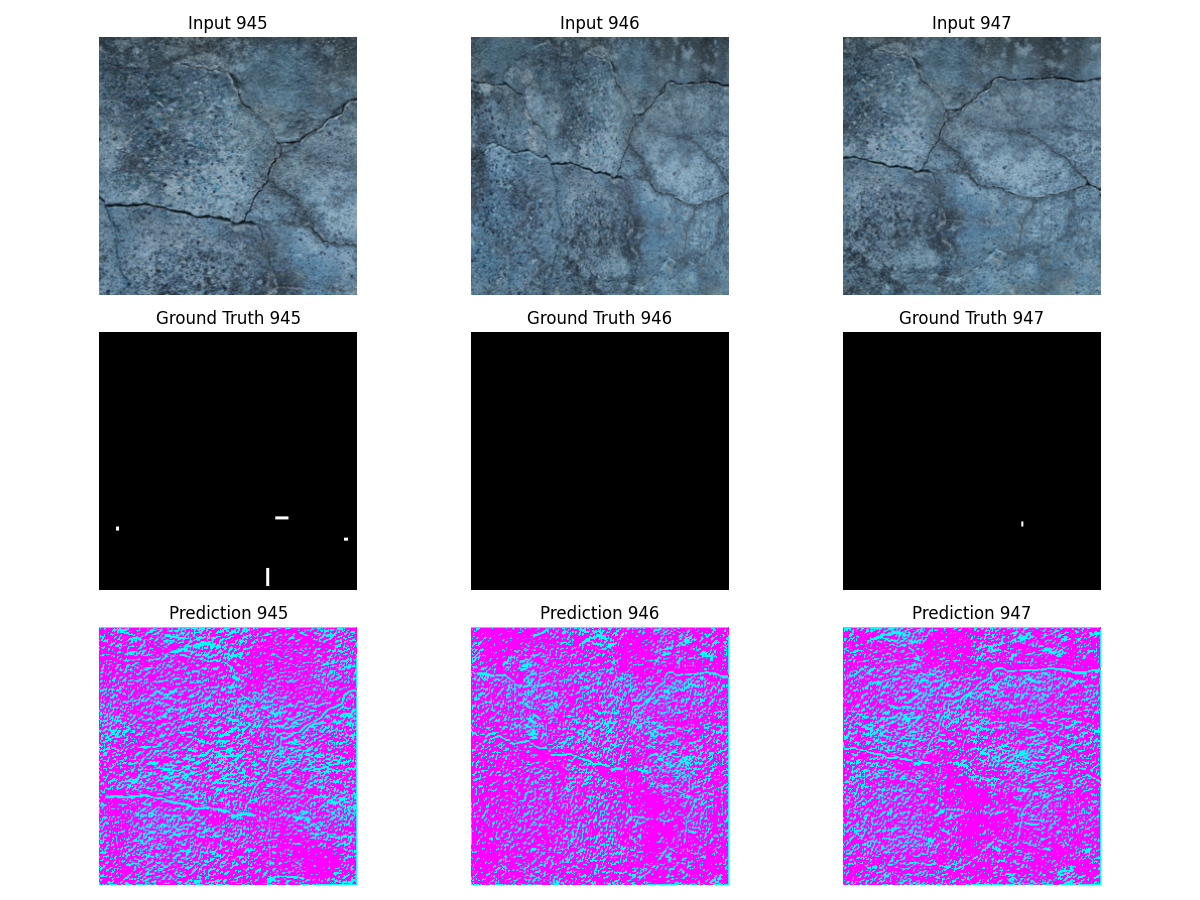 Input 945
Input 946
Input 947
Ground Truth 945
Ground Truth 946
Ground Truth 947
Prediction 945
Prediction 946
Prediction 947